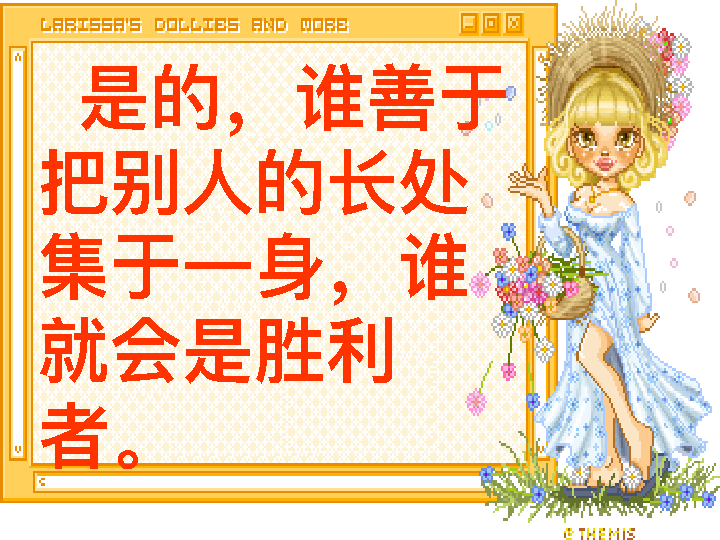 LARISSA'S DOLLIES AND MORE
是的，谁善于
把别人的长处
集于一身，谁
就会是胜利
者。
© THEMIS